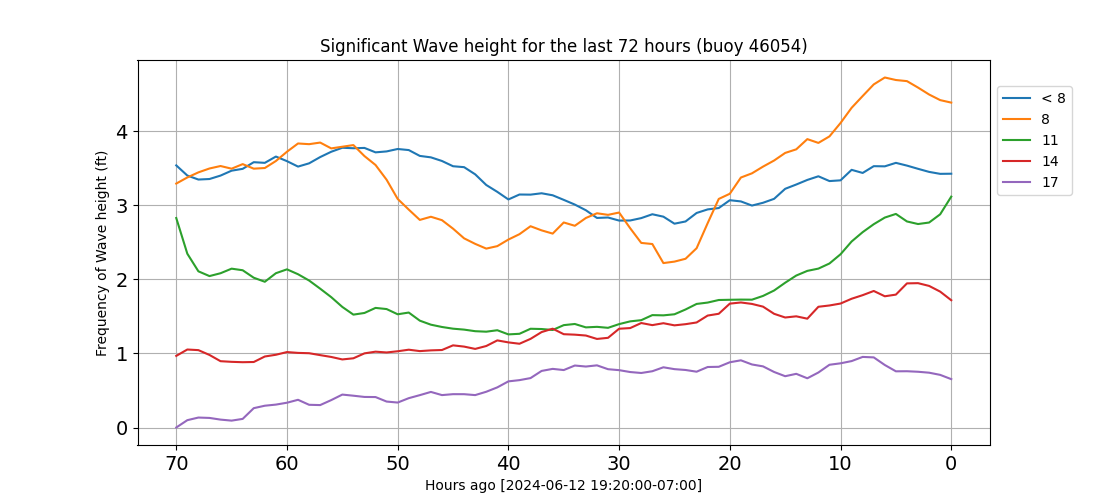 Significant Wave height for the last 72 hours (buoy 46054)
Frequency of Wave height (ft)
4
3
2
1
0
70 60 50 40 30 20 10 0
Hours ago [2024-06-12 19:20:00-07:00]
< 8
8
11
14
17